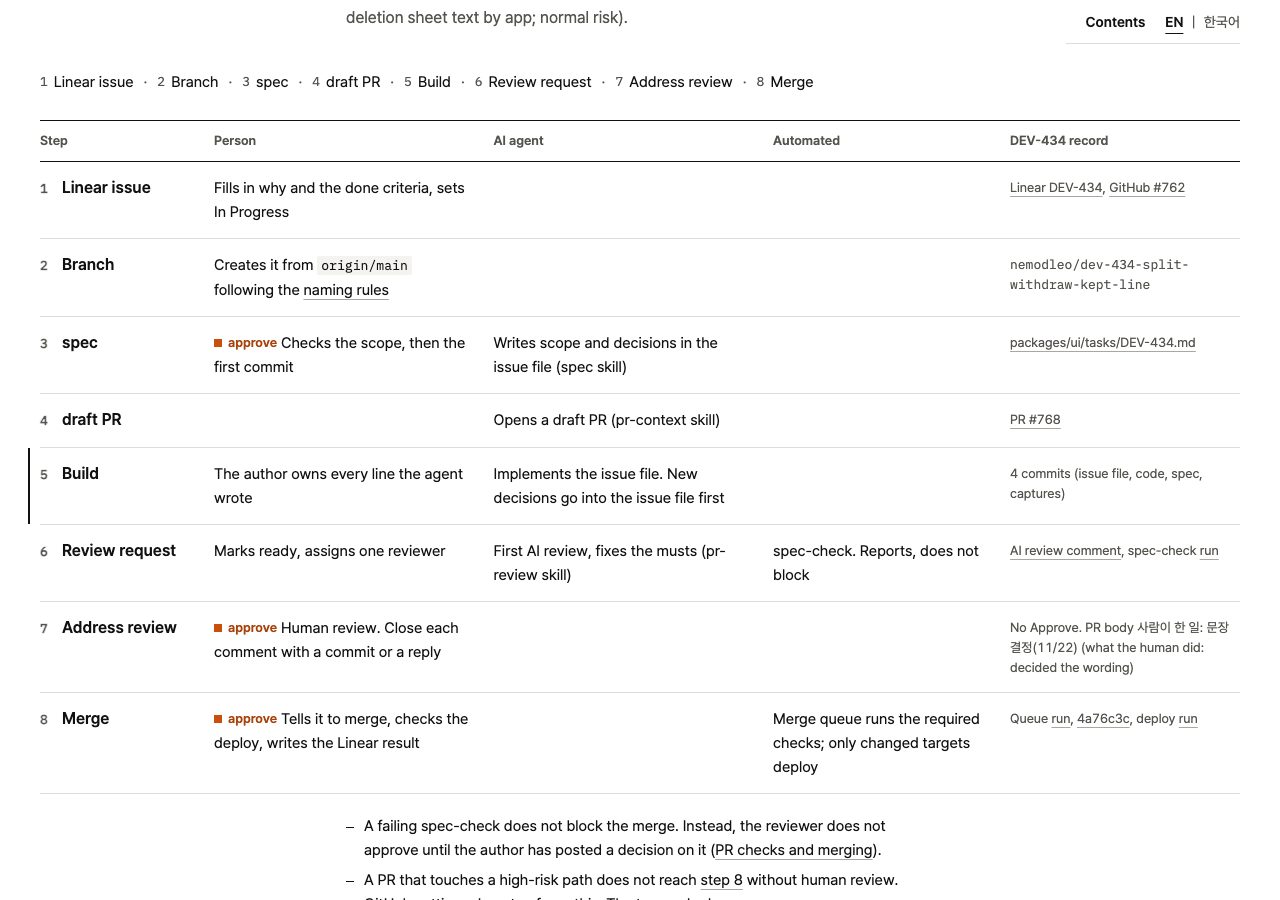 deletion sheet text by app; normal risk).
Contents EN | 한국어
1 Linear issue · 2 Branch · 3 spec · 4 draft PR · 5 Build · 6 Review request · 7 Address review · 8 Merge
Step Person AI agent Automated DEV-434 record
1 Linear issue Fills in why and the done criteria, sets Linear DEV-434, GitHub #762
In Progress
2 Branch Creates it from origin/main nemodleo/dev-434-split-
following the naming rules withdraw-kept-line
3 spec approve Checks the scope, then the Writes scope and decisions in the packages/ui/tasks/DEV-434.md
first commit issue file (spec skill)
4 draft PR Opens a draft PR (pr-context skill) PR #768
5 Build The author owns every line the agent Implements the issue file. New 4 commits (issue file, code, spec,
wrote decisions go into the issue file first captures)
6 Review request Marks ready, assigns one reviewer First AI review, fixes the musts (pr- spec-check. Reports, does not AI review comment, spec-check run
review skill) block
7 Address review approve Human review. Close each No Approve. PR body 사람이 한 일: 문장
comment with a commit or a reply 결정(11/22) (what the human did:
decided the wording)
8 Merge approve Tells it to merge, checks the Merge queue runs the required Queue run, 4a76c3c, deploy run
deploy, writes the Linear result checks; only changed targets
deploy
– A failing spec-check does not block the merge. Instead, the reviewer does not
approve until the author has posted a decision on it (PR checks and merging).
– A PR that touches a high-risk path does not reach step 8 without human review.